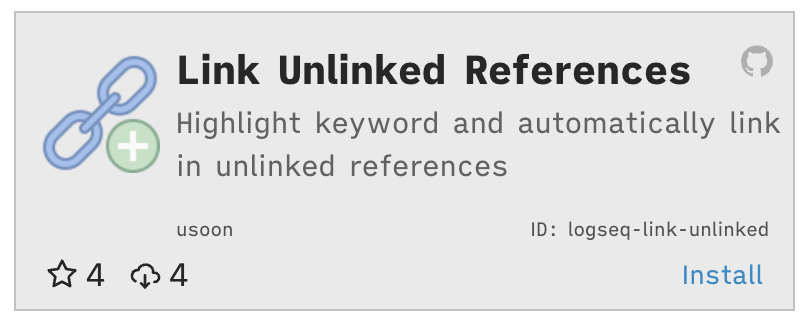 Link Unlinked References
Highlight keyword and automatically link
in unlinked references
usoon ID: logseq-link-unlinked
4 4 Install